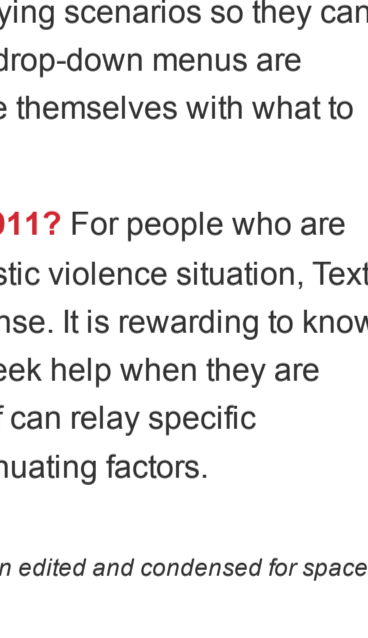 ying scenarios so they can
drop-down menus are
e themselves with what to
911? For people who are
stic violence situation, Text
nse. It is rewarding to know
eek help when they are
f can relay specific
nuating factors.
n edited and condensed for space